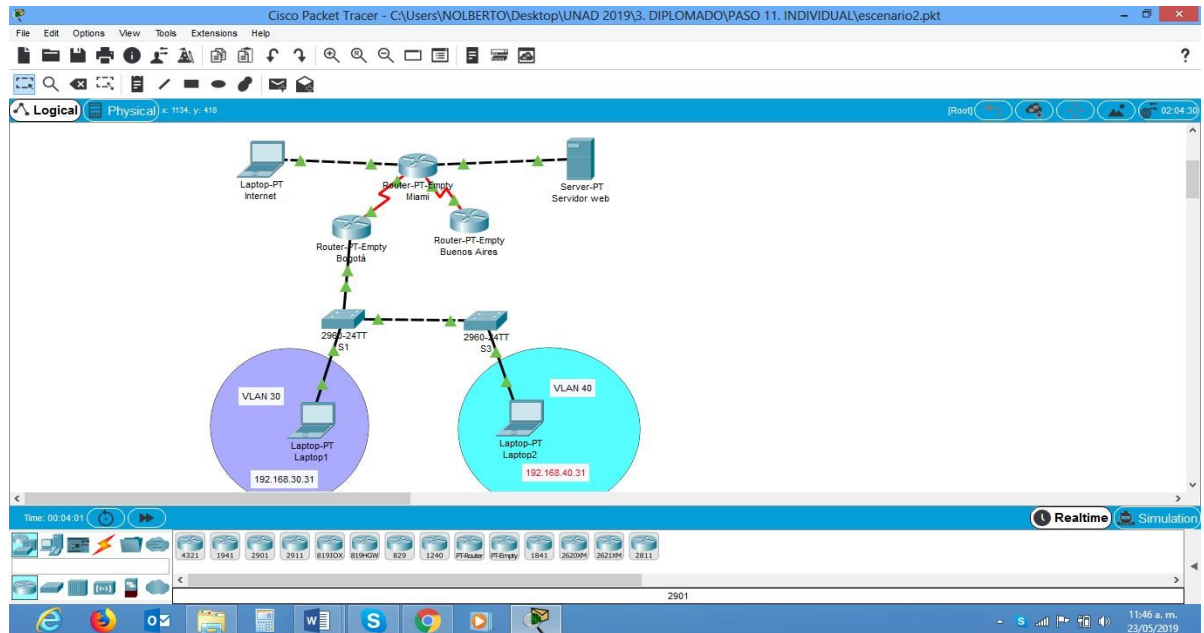 Cisco Packet Tracer - C:\Users\NOLBERTO\Desktop\UNAD 2019\3. DIPLOMADO\PASO 11. INDIVIDUAL\escenario2.pkt
File Edit Options View Tools Extensions Help
?
Logical Physical x: 1134, y: 418 [Root] 02:04:30
Laptop-PT
Internet
Router-PT-Empty
Miami
Server-PT
Servidor web
Router-PT-Empty
Bogotá
Router-PT-Empty
Buenos Aires
2960-24TT
S1
2960-24TT
S3
VLAN 30
VLAN 40
Laptop-PT
Laptop1
Laptop-PT
Laptop2
192.168.30.31
192.168.40.31
Time: 00:04:01 Realtime Simulation
4321 1941 2901 2911 819IOX 819HGW 829 1240 PT-Router PT-Empty 1841 2620XM 2621XM 2811
2901
11:46 a. m.
23/05/2019